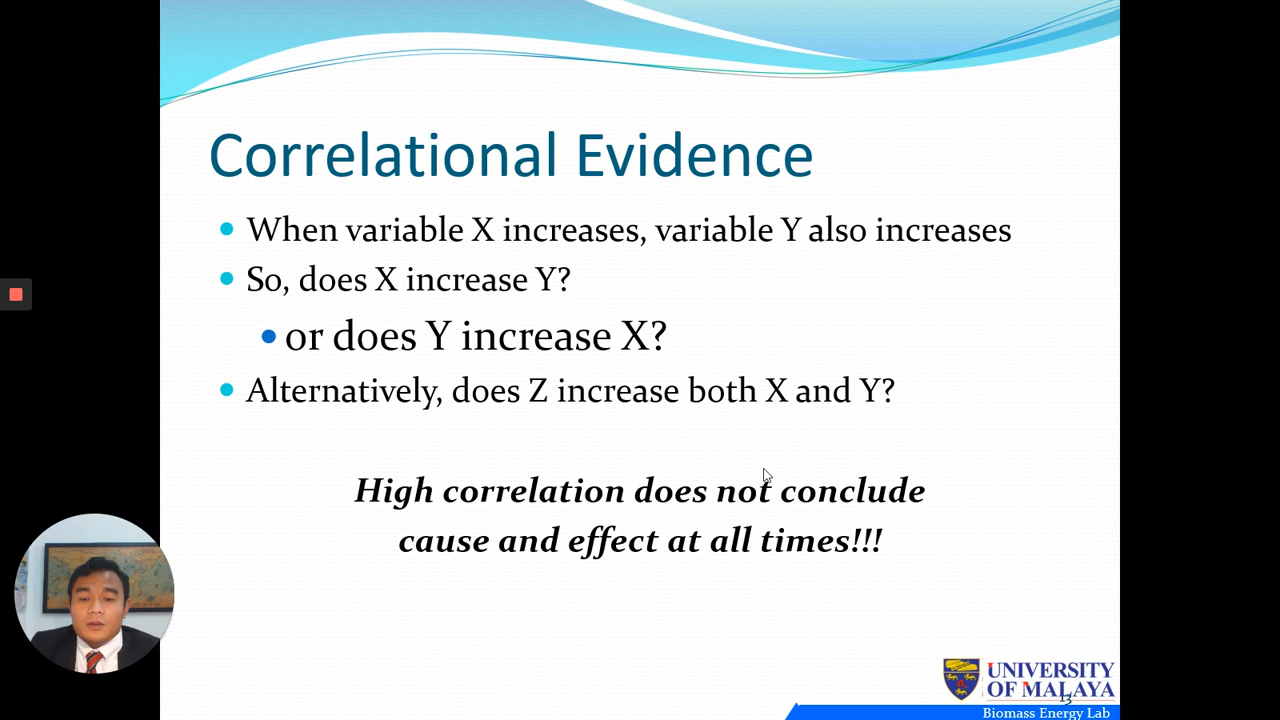 Correlational Evidence
When variable X increases, variable Y also increases
So, does X increase Y?
or does Y increase X?
Alternatively, does Z increase both X and Y?
High correlation does not conclude
cause and effect at all times!!!
UNIVERSITY
OF MALAYA
13
Biomass Energy Lab